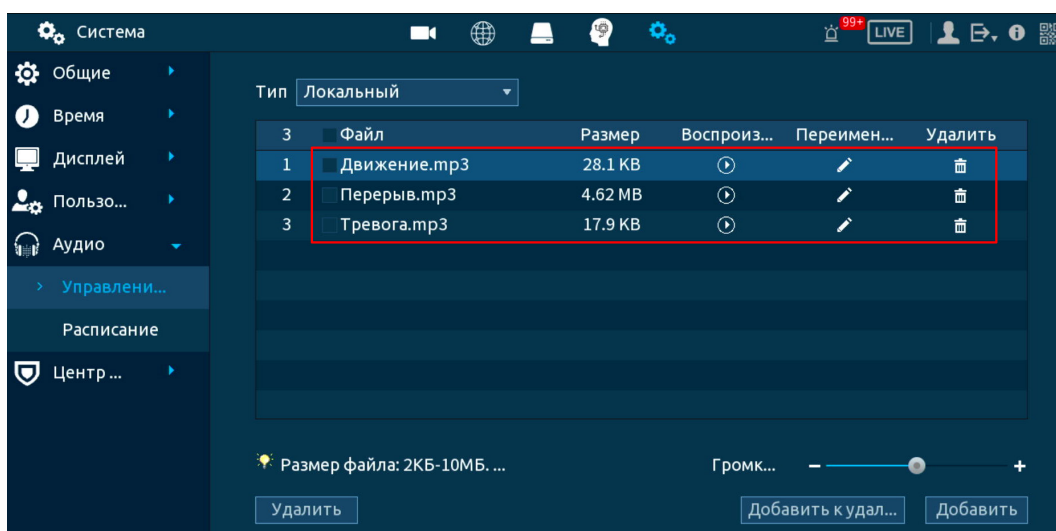 Система 99+ LIVE
Общие
Время
Дисплей
Пользо...
Аудио
Управлени...
Расписание
Центр ...
Тип Локальный
3 Файл Размер Воспроиз... Переимен... Удалить
1 Движение.mp3 28.1 KB
2 Перерыв.mp3 4.62 MB
3 Тревога.mp3 17.9 KB
Размер файла: 2КБ-10МБ. ... Громк... − +
Удалить Добавить к удал... Добавить